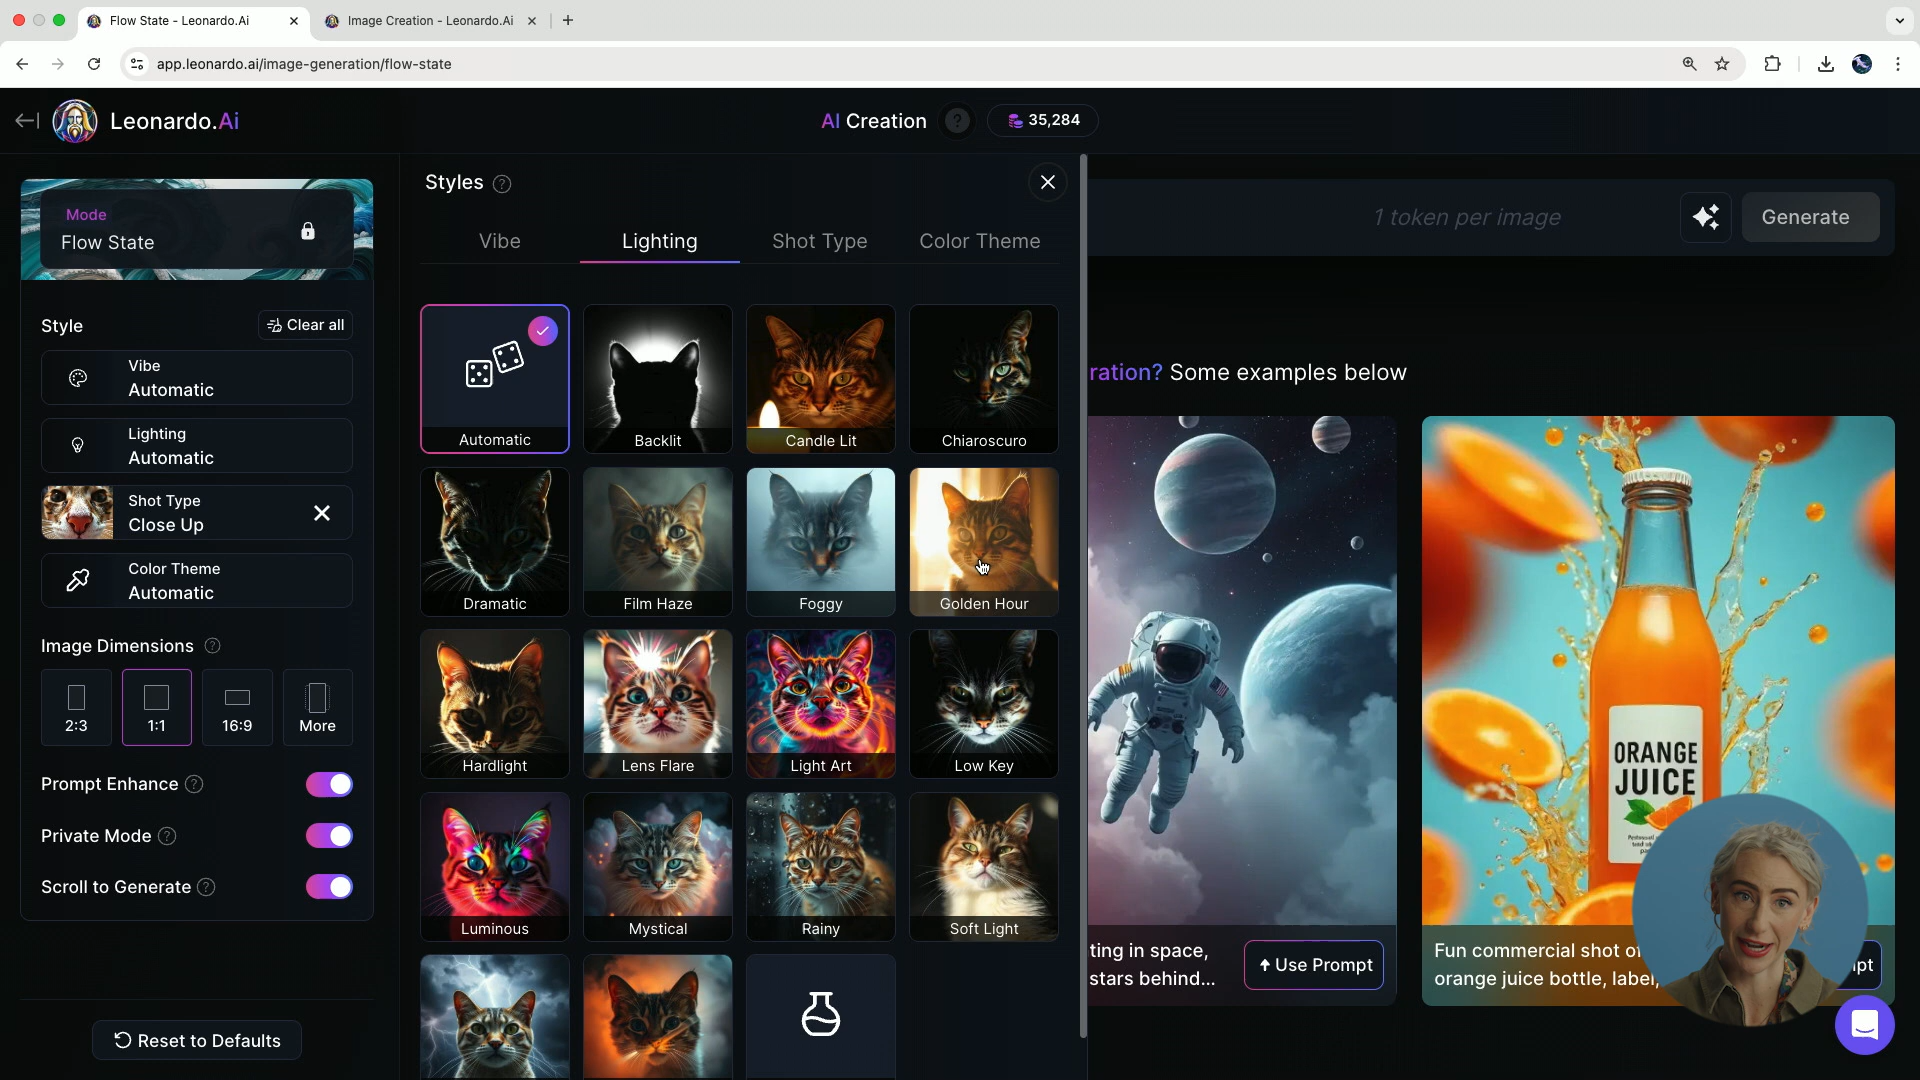 Flow State - Leonardo.Ai
Image Creation - Leonardo.Ai
app.leonardo.ai/image-generation/flow-state
Leonardo.Ai
AI Creation
?
35,284
Mode
Flow State
Style
Clear all
Vibe
Automatic
Lighting
Automatic
Shot Type
Close Up
Color Theme
Automatic
Image Dimensions ?
2:3
1:1
16:9
More
Prompt Enhance ?
Private Mode ?
Scroll to Generate ?
Reset to Defaults
Styles ?
Vibe
Lighting
Shot Type
Color Theme
Automatic
Backlit
Candle Lit
Chiaroscuro
Dramatic
Film Haze
Foggy
Golden Hour
Hardlight
Lens Flare
Light Art
Low Key
Luminous
Mystical
Rainy
Soft Light
1 token per image
Generate
ration? Some examples below
ting in space,
stars behind...
Use Prompt
ORANGE
JUICE
Fun commercial shot of
orange juice bottle, label,
pt